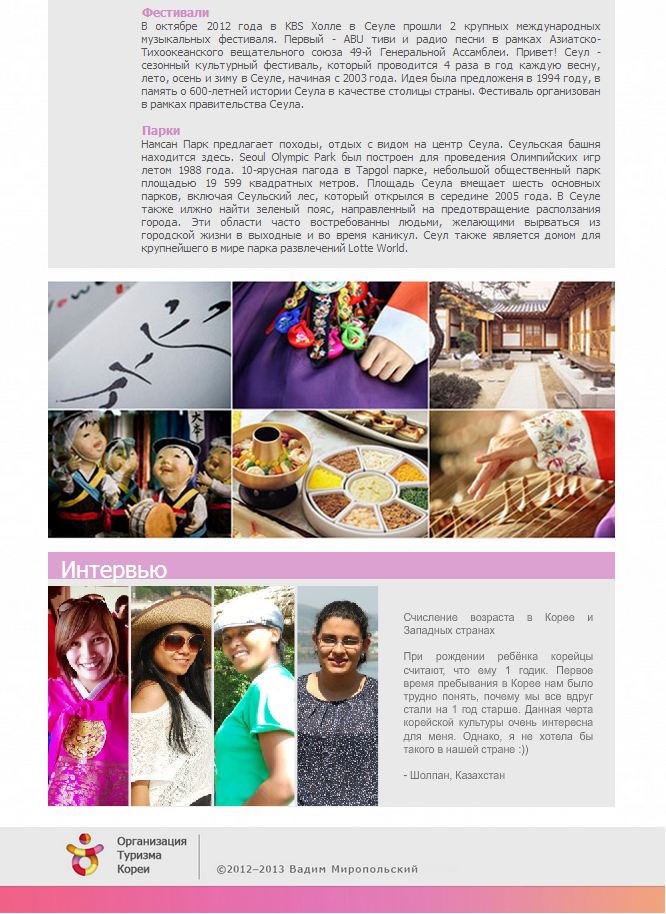 Фестивали
В октябре 2012 года в KBS Холле в Сеуле прошли 2 крупных международных
музыкальных фестиваля. Первый - ABU тиви и радио песни в рамках Азиатско-
Тихоокеанского вещательного союза 49-й Генеральной Ассамблеи. Привет! Сеул -
сезонный культурный фестиваль, который проводится 4 раза в год каждую весну,
лето, осень и зиму в Сеуле, начиная с 2003 года. Идея была предложеня в 1994 году, в
память о 600-летней истории Сеула в качестве столицы страны. Фестиваль организован
в рамках правительства Сеула.
Парки
Намсан Парк предлагает походы, отдых с видом на центр Сеула. Сеульская башня
находится здесь. Seoul Olympic Park был построен для проведения Олимпийских игр
летом 1988 года. 10-ярусная пагода в Tapgol парке, небольшой общественный парк
площадью 19 599 квадратных метров. Площадь Сеула вмещает шесть основных
парков, включая Сеульский лес, который открылся в середине 2005 года. В Сеуле
также илжно найти зеленый пояс, направленный на предотвращение расползания
города. Эти области часто востребованны людьми, желающими вырваться из
городской жизни в выходные и во время каникул. Сеул также является домом для
крупнейшего в мире парка развлечений Lotte World.
大本
Интервью
Счисление возраста в Корее и
Западных странах
При рождении ребёнка корейцы
считают, что ему 1 годик. Первое
время пребывания в Корее нам было
трудно понять, почему мы все вдруг
стали на 1 год старше. Данная черта
корейской культуры очень интересна
для меня. Однако, я не хотела бы
такого в нашей стране :))
- Шолпан, Казахстан
Организация
Туризма
Кореи
©2012–2013 Вадим Миропольский